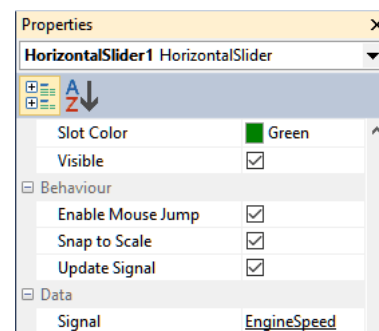 Properties
HorizontalSlider1 HorizontalSlider
A
Z
Slot Color Green
Visible
Behaviour
Enable Mouse Jump
Snap to Scale
Update Signal
Data
Signal EngineSpeed